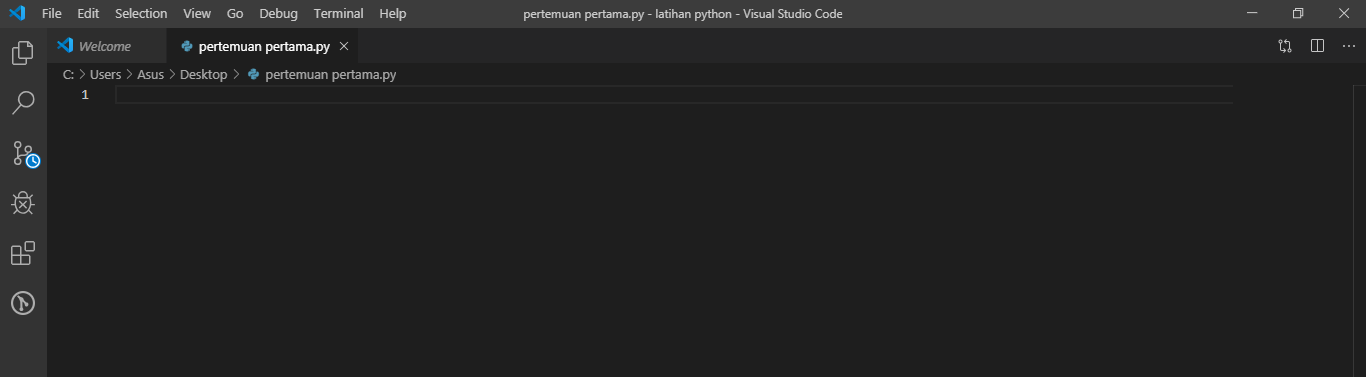 File Edit Selection View Go Debug Terminal Help pertemuan pertama.py - latihan python - Visual Studio Code
Welcome pertemuan pertama.py
C: > Users > Asus > Desktop > pertemuan pertama.py
1